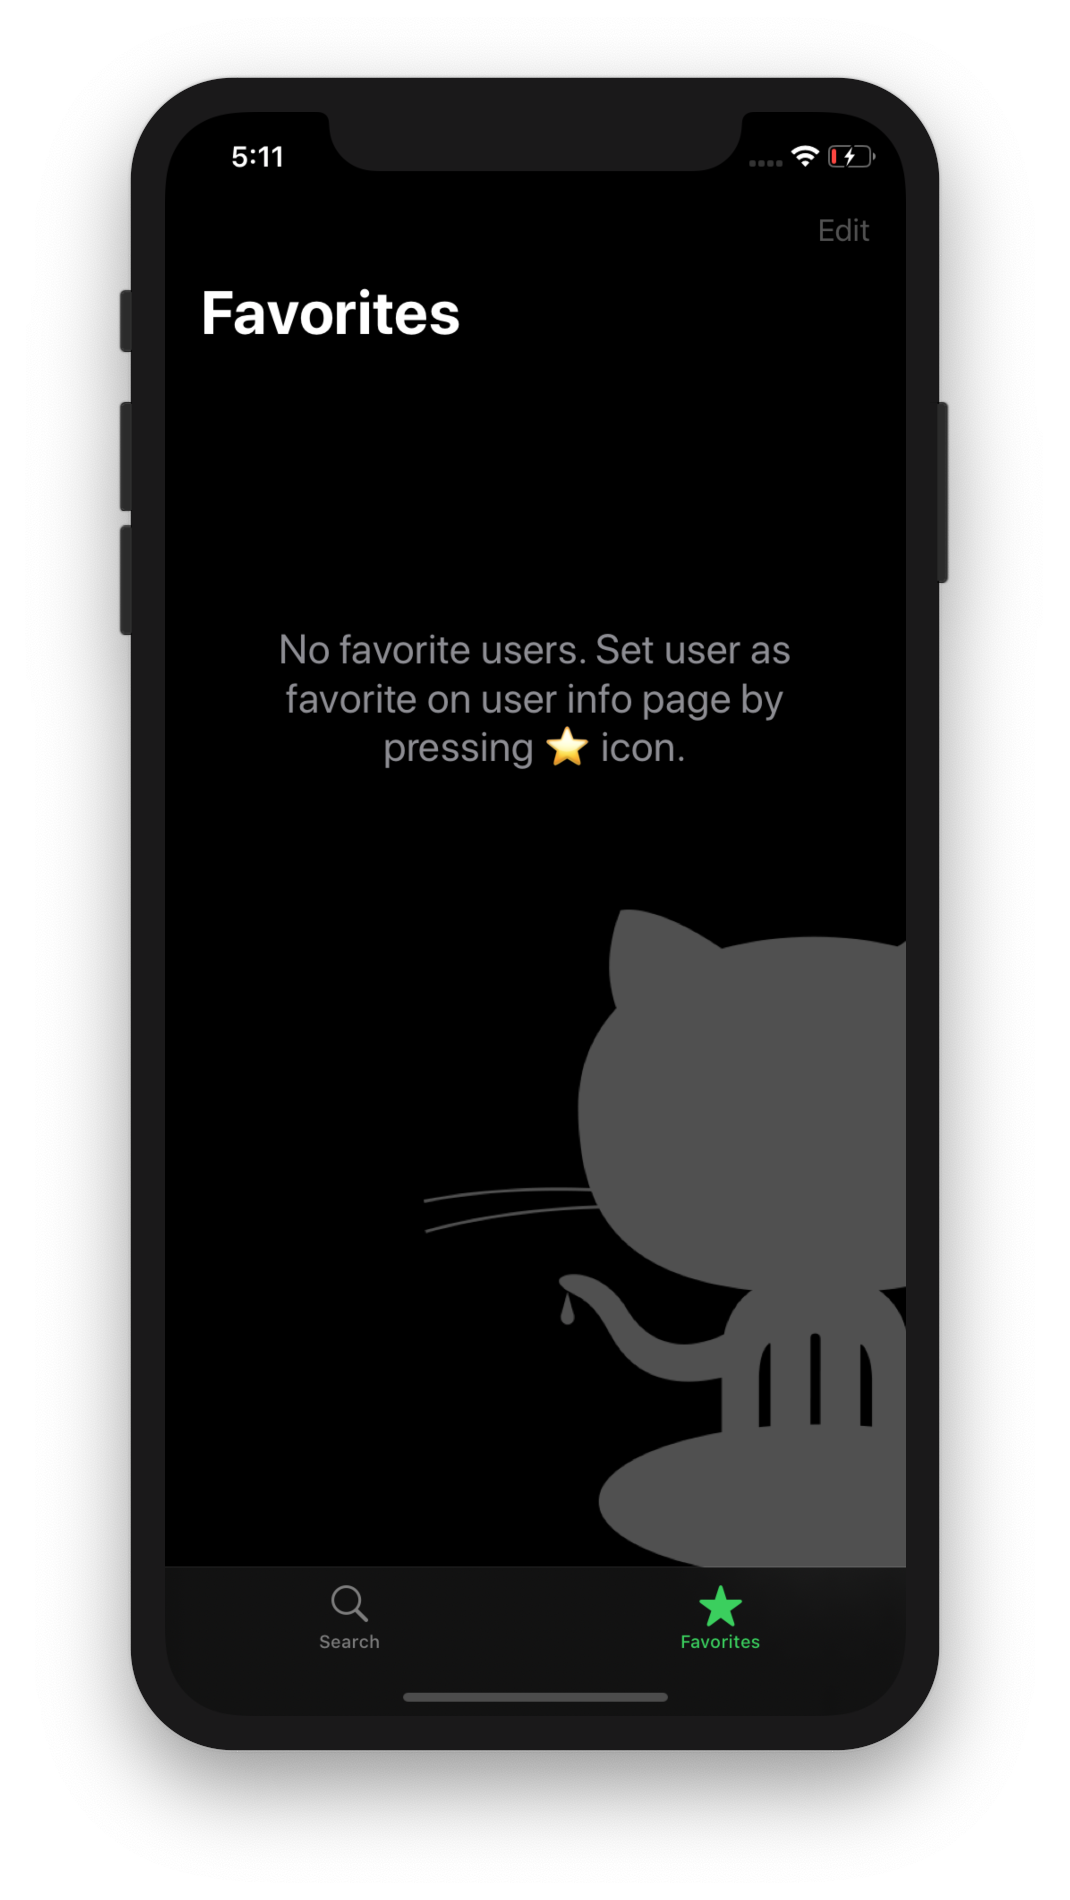 5:11
Edit
Favorites
No favorite users. Set user as
favorite on user info page by
pressing ⭐ icon.
Search
Favorites